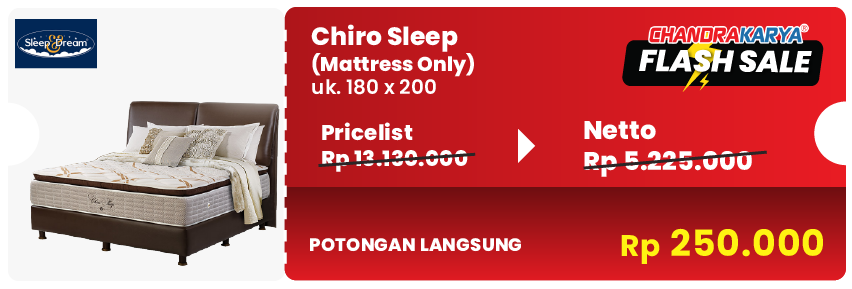 Sleep&Dream
Chiro Sleep
(Mattress Only)
uk. 180 x 200
CHANDRAKARYA®
FLASH SALE
Pricelist
Rp 13.130.000
Netto
Rp 5.225.000
POTONGAN LANGSUNG
Rp 250.000